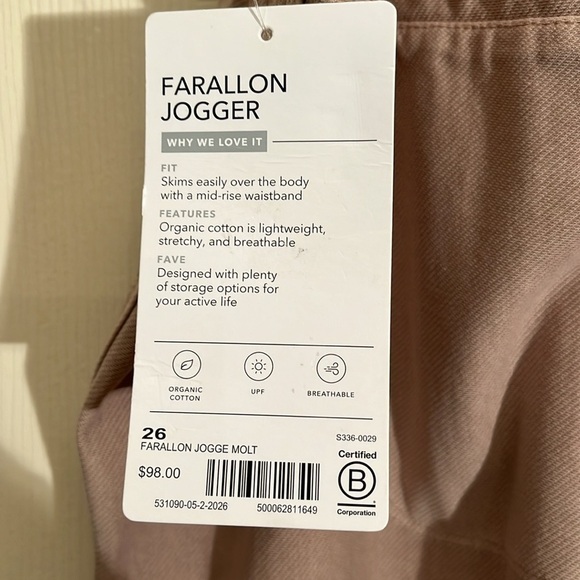 FARALLON
JOGGER
WHY WE LOVE IT
FIT
Skims easily over the body
with a mid-rise waistband
FEATURES
Organic cotton is lightweight,
stretchy, and breathable
FAVE
Designed with plenty
of storage options for
your active life
ORGANIC
COTTON
UPF
BREATHABLE
26
S336-0029
FARALLON JOGGE MOLT
$98.00
531090-05-2-2026
500062811649
Certified
B
Corporation